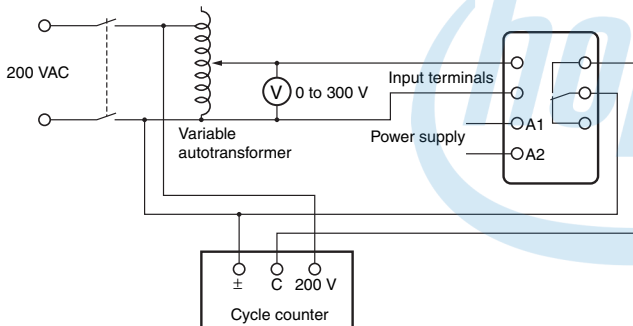 200 VAC
V
0 to 300 V
Input terminals
Variable
autotransformer
Power supply
A1
A2
± C 200 V
Cycle counter